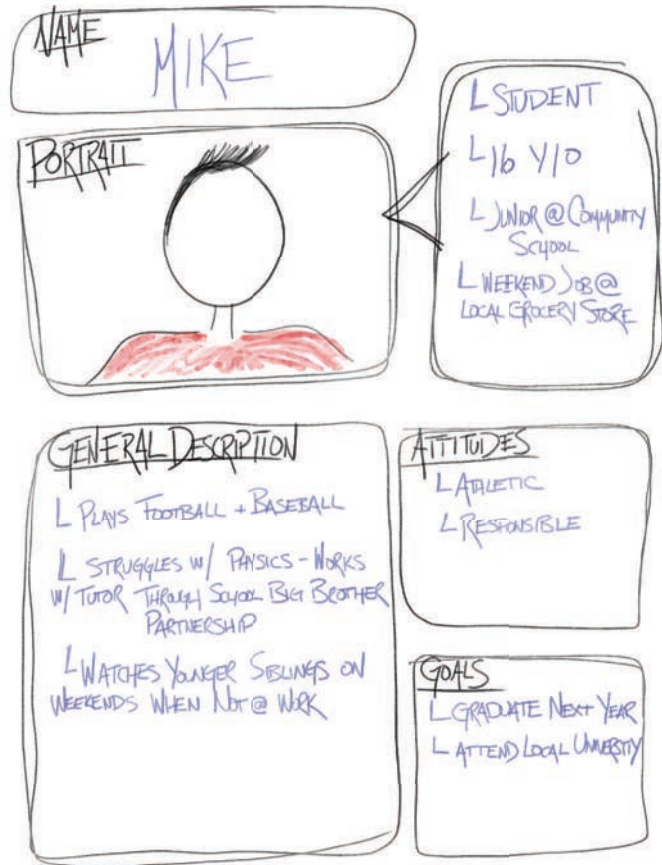 NAME
MIKE
PORTRAIT
L STUDENT
L 16 Y/O
L JUNIOR @ COMMUNITY
SCHOOL
L WEEKEND JOB @
LOCAL GROCERY STORE
GENERAL DESCRIPTION
L PLAYS FOOTBALL + BASEBALL
L STRUGGLES W/ PHYSICS - WORKS
W/ TUTOR THROUGH SCHOOL BIG BROTHER
PARTNERSHIP
L WATCHES YOUNGER SIBLINGS ON
WEEKENDS WHEN NOT @ WORK
ATTITUDES
L ATHLETIC
L RESPONSIBLE
GOALS
L GRADUATE NEXT YEAR
L ATTEND LOCAL UNIVERSTIY